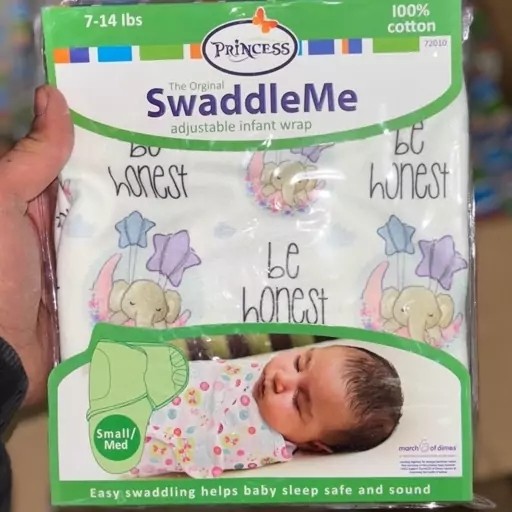 7-14 lbs
100%
cotton
PRINCESS
72010
The Orginal
SwaddleMe
adjustable infant wrap
be
honest
be
honest
be
honest
Small/
Med
march of dimes
Easy swaddling helps baby sleep safe and sound